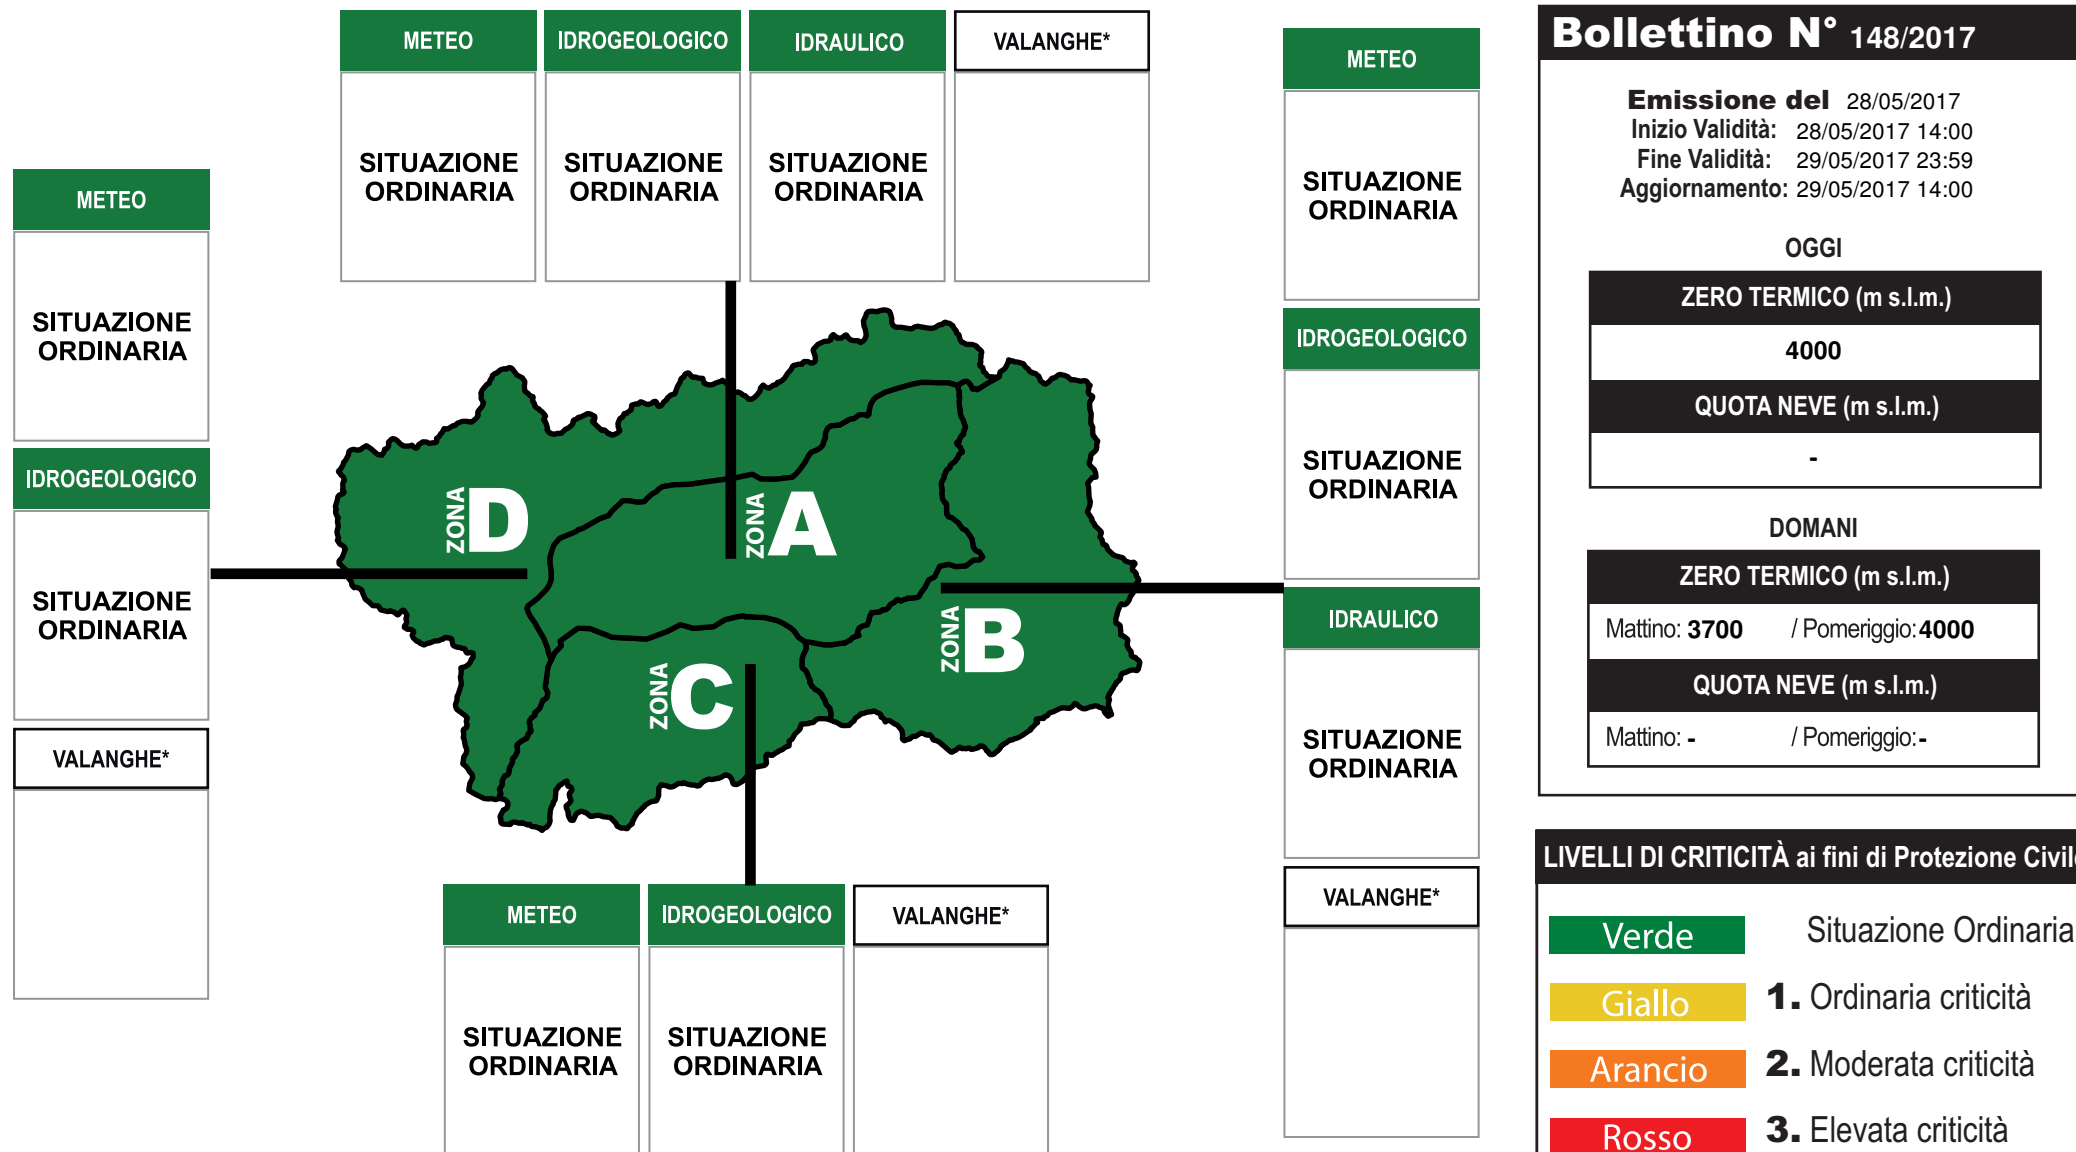 METEO
IDROGEOLOGICO
IDRAULICO
VALANGHE*
SITUAZIONE
ORDINARIA
SITUAZIONE
ORDINARIA
SITUAZIONE
ORDINARIA
METEO
SITUAZIONE
ORDINARIA
IDROGEOLOGICO
SITUAZIONE
ORDINARIA
VALANGHE*
ZONA D
ZONA A
ZONA B
ZONA C
METEO
SITUAZIONE
ORDINARIA
IDROGEOLOGICO
SITUAZIONE
ORDINARIA
IDRAULICO
SITUAZIONE
ORDINARIA
VALANGHE*
METEO
IDROGEOLOGICO
VALANGHE*
SITUAZIONE
ORDINARIA
SITUAZIONE
ORDINARIA
Bollettino N° 148/2017
Emissione del 28/05/2017
Inizio Validità: 28/05/2017 14:00
Fine Validità: 29/05/2017 23:59
Aggiornamento: 29/05/2017 14:00
OGGI
ZERO TERMICO (m s.l.m.)
4000
QUOTA NEVE (m s.l.m.)
-
DOMANI
ZERO TERMICO (m s.l.m.)
Mattino: 3700 / Pomeriggio: 4000
QUOTA NEVE (m s.l.m.)
Mattino: - / Pomeriggio: -
LIVELLI DI CRITICITÀ ai fini di Protezione Civil
Verde Situazione Ordinaria
Giallo 1. Ordinaria criticità
Arancio 2. Moderata criticità
Rosso 3. Elevata criticità